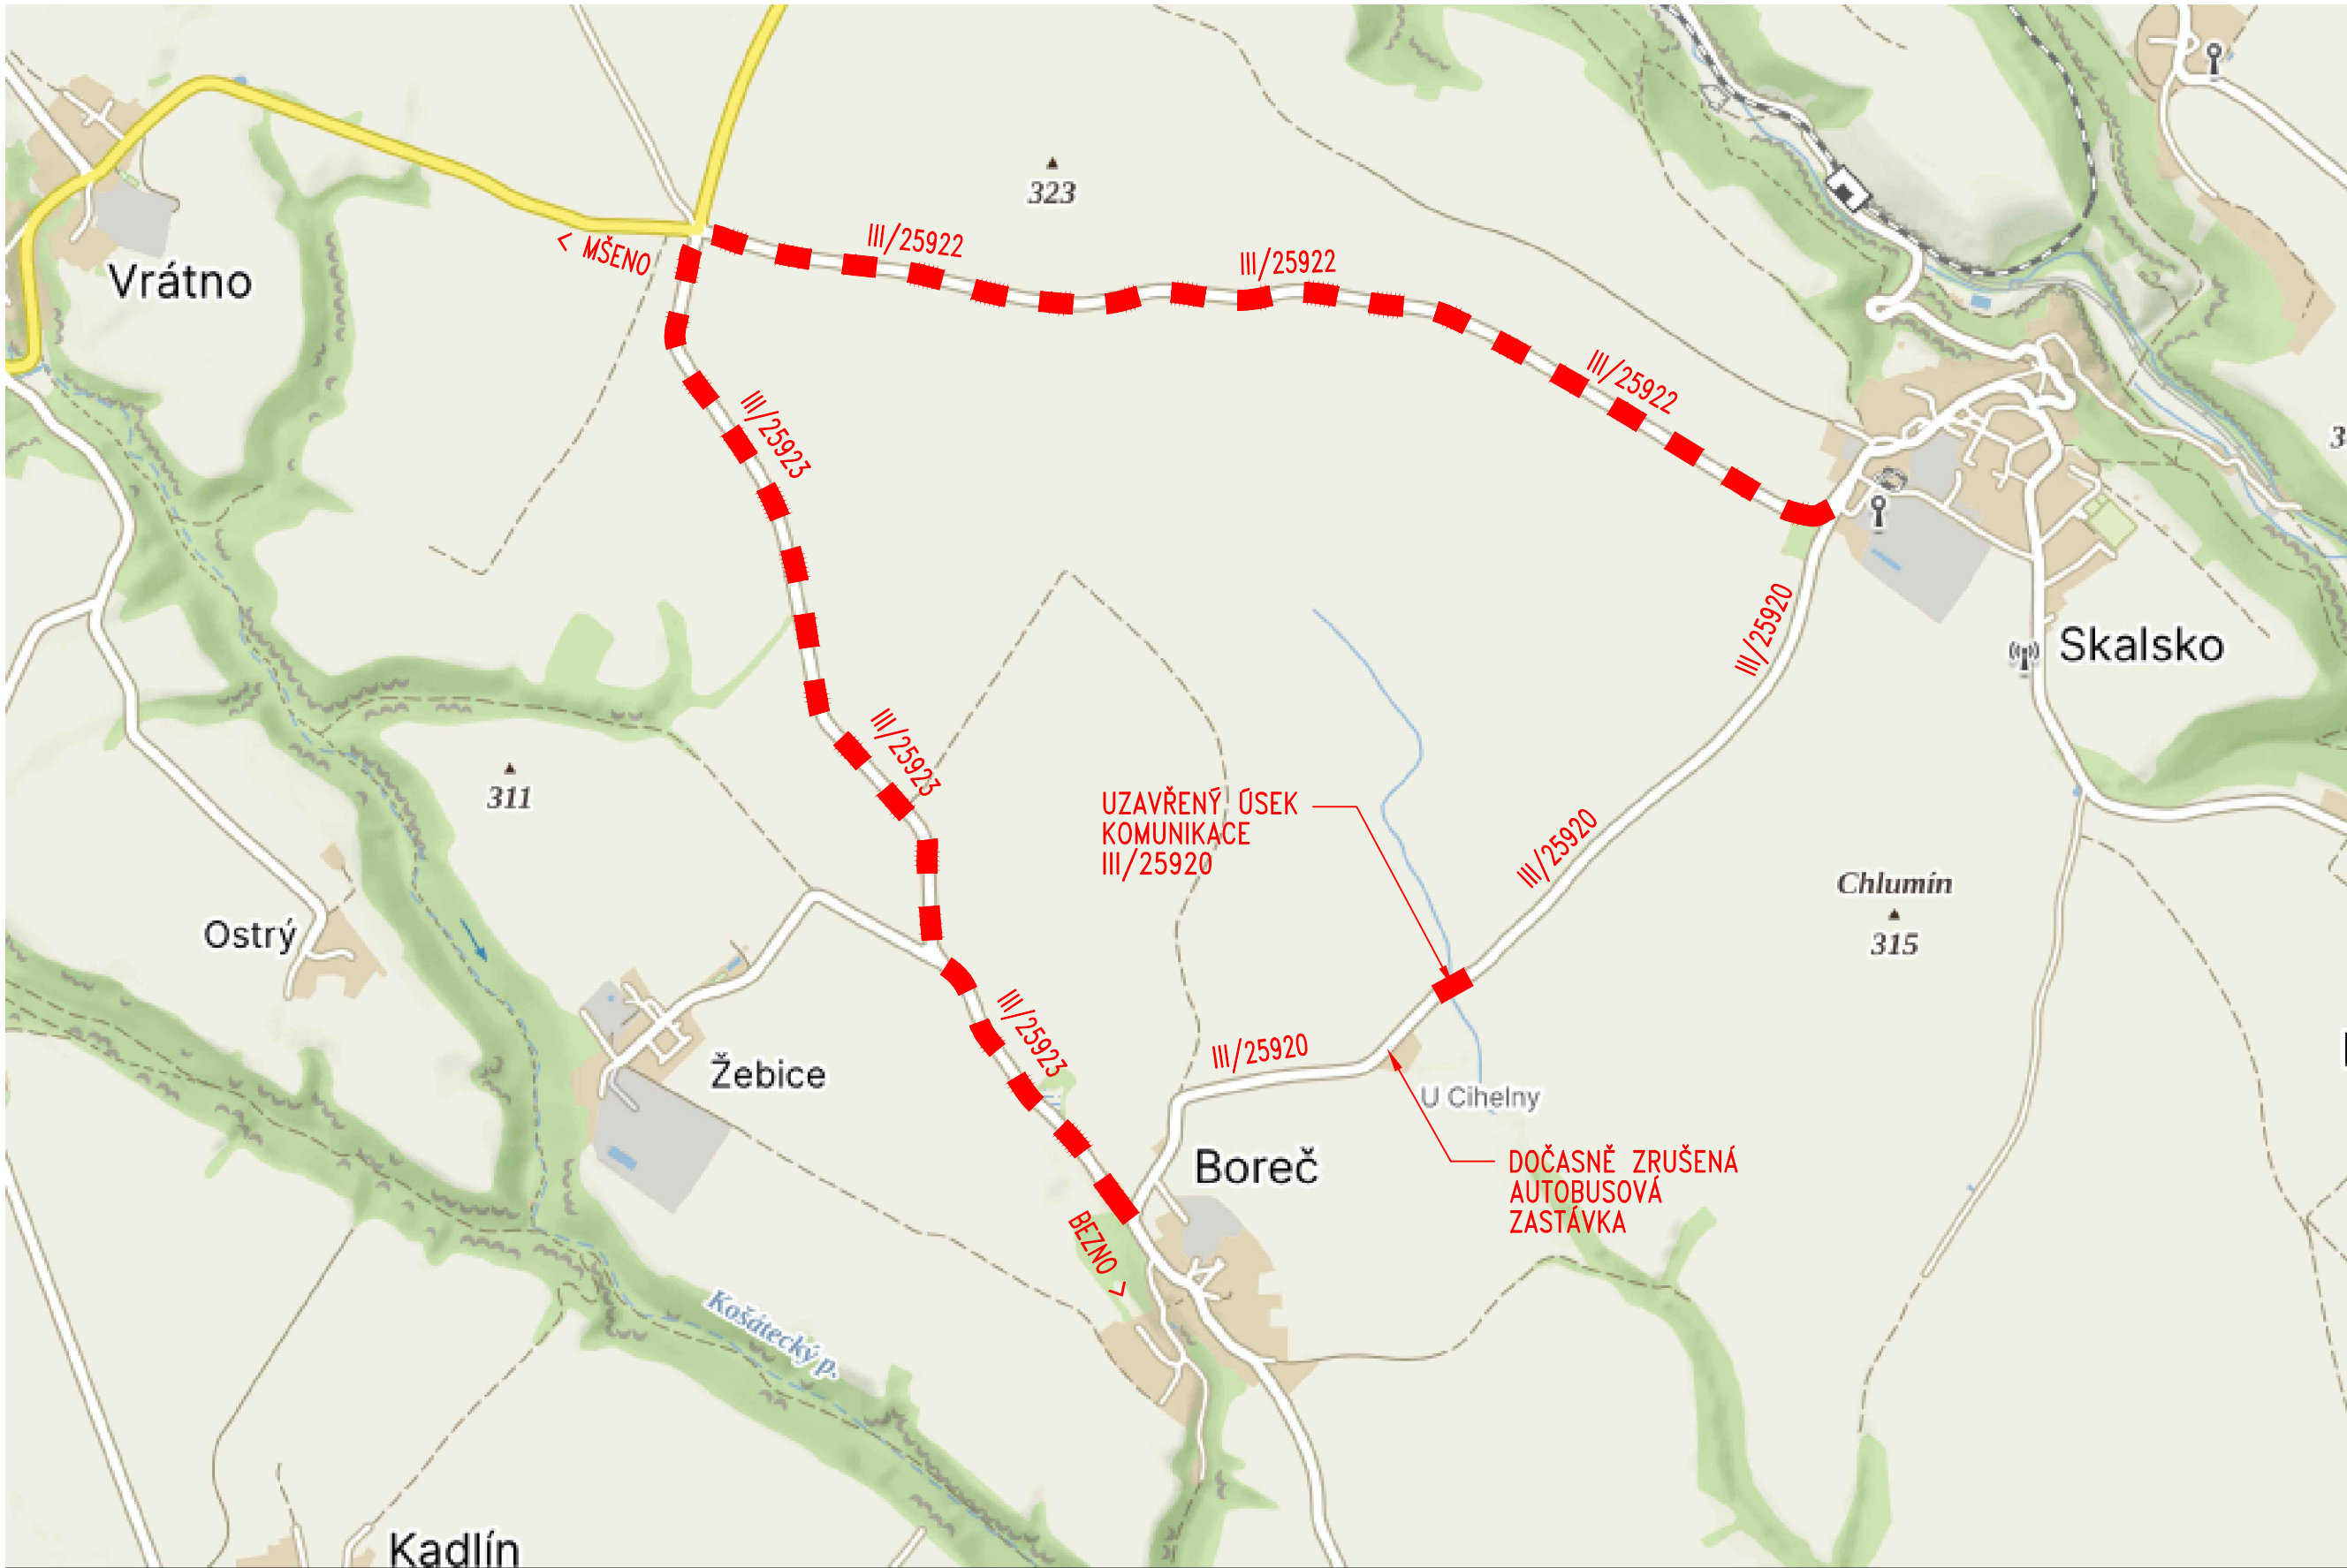 323
< MŠENO
III/25922
III/25922
Vrátno
III/25922
III/25923
III/25920
Skalsko
311
III/25923
UZAVŘENÝ ÚSEK
KOMUNIKACE
III/25920
III/25920
Chlumín
315
Ostrý
III/25923
III/25920
Žebice
U Cihelny
Boreč
DOČASNĚ ZRUŠENÁ
AUTOBUSOVÁ
ZASTÁVKA
BEZNO <
Košátecký p.
Kadlín